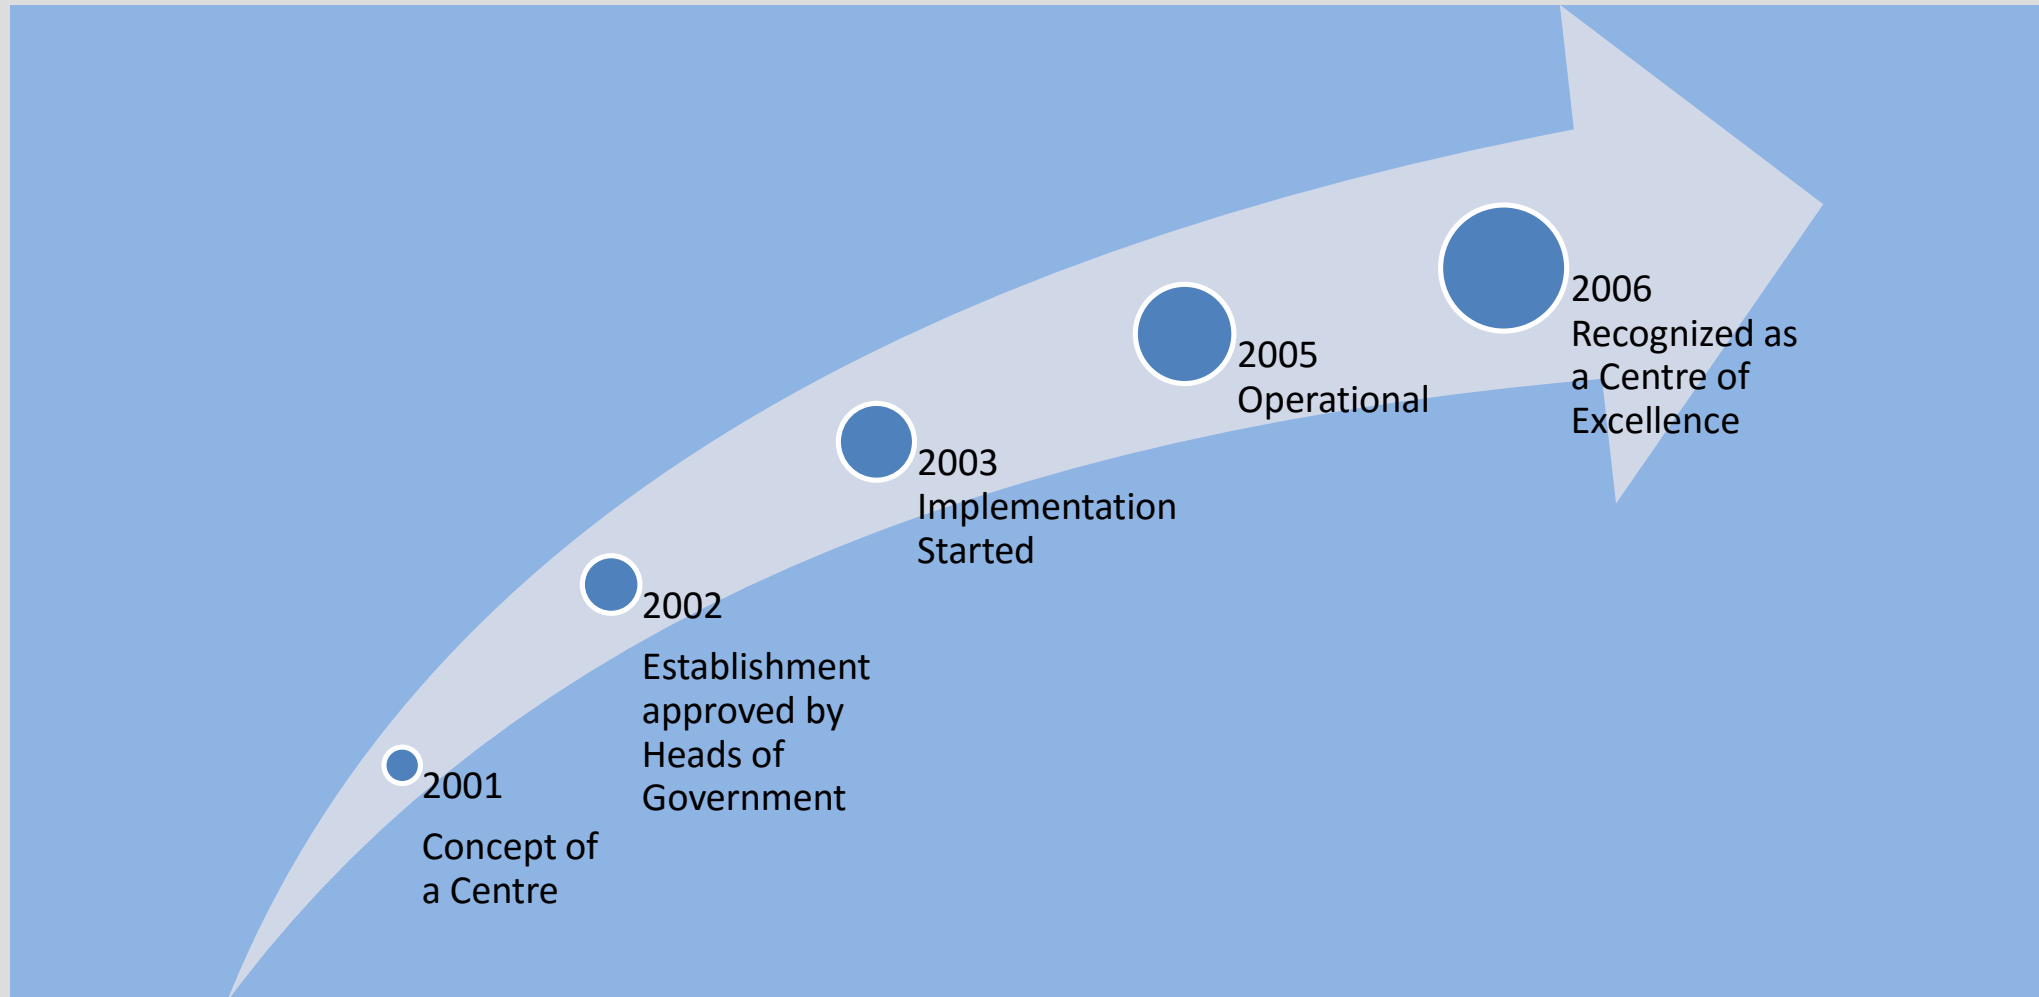 2001
Concept of
a Centre
2002
Establishment
approved by
Heads of
Government
2003
Implementation
Started
2005
Operational
2006
Recognized as
a Centre of
Excellence